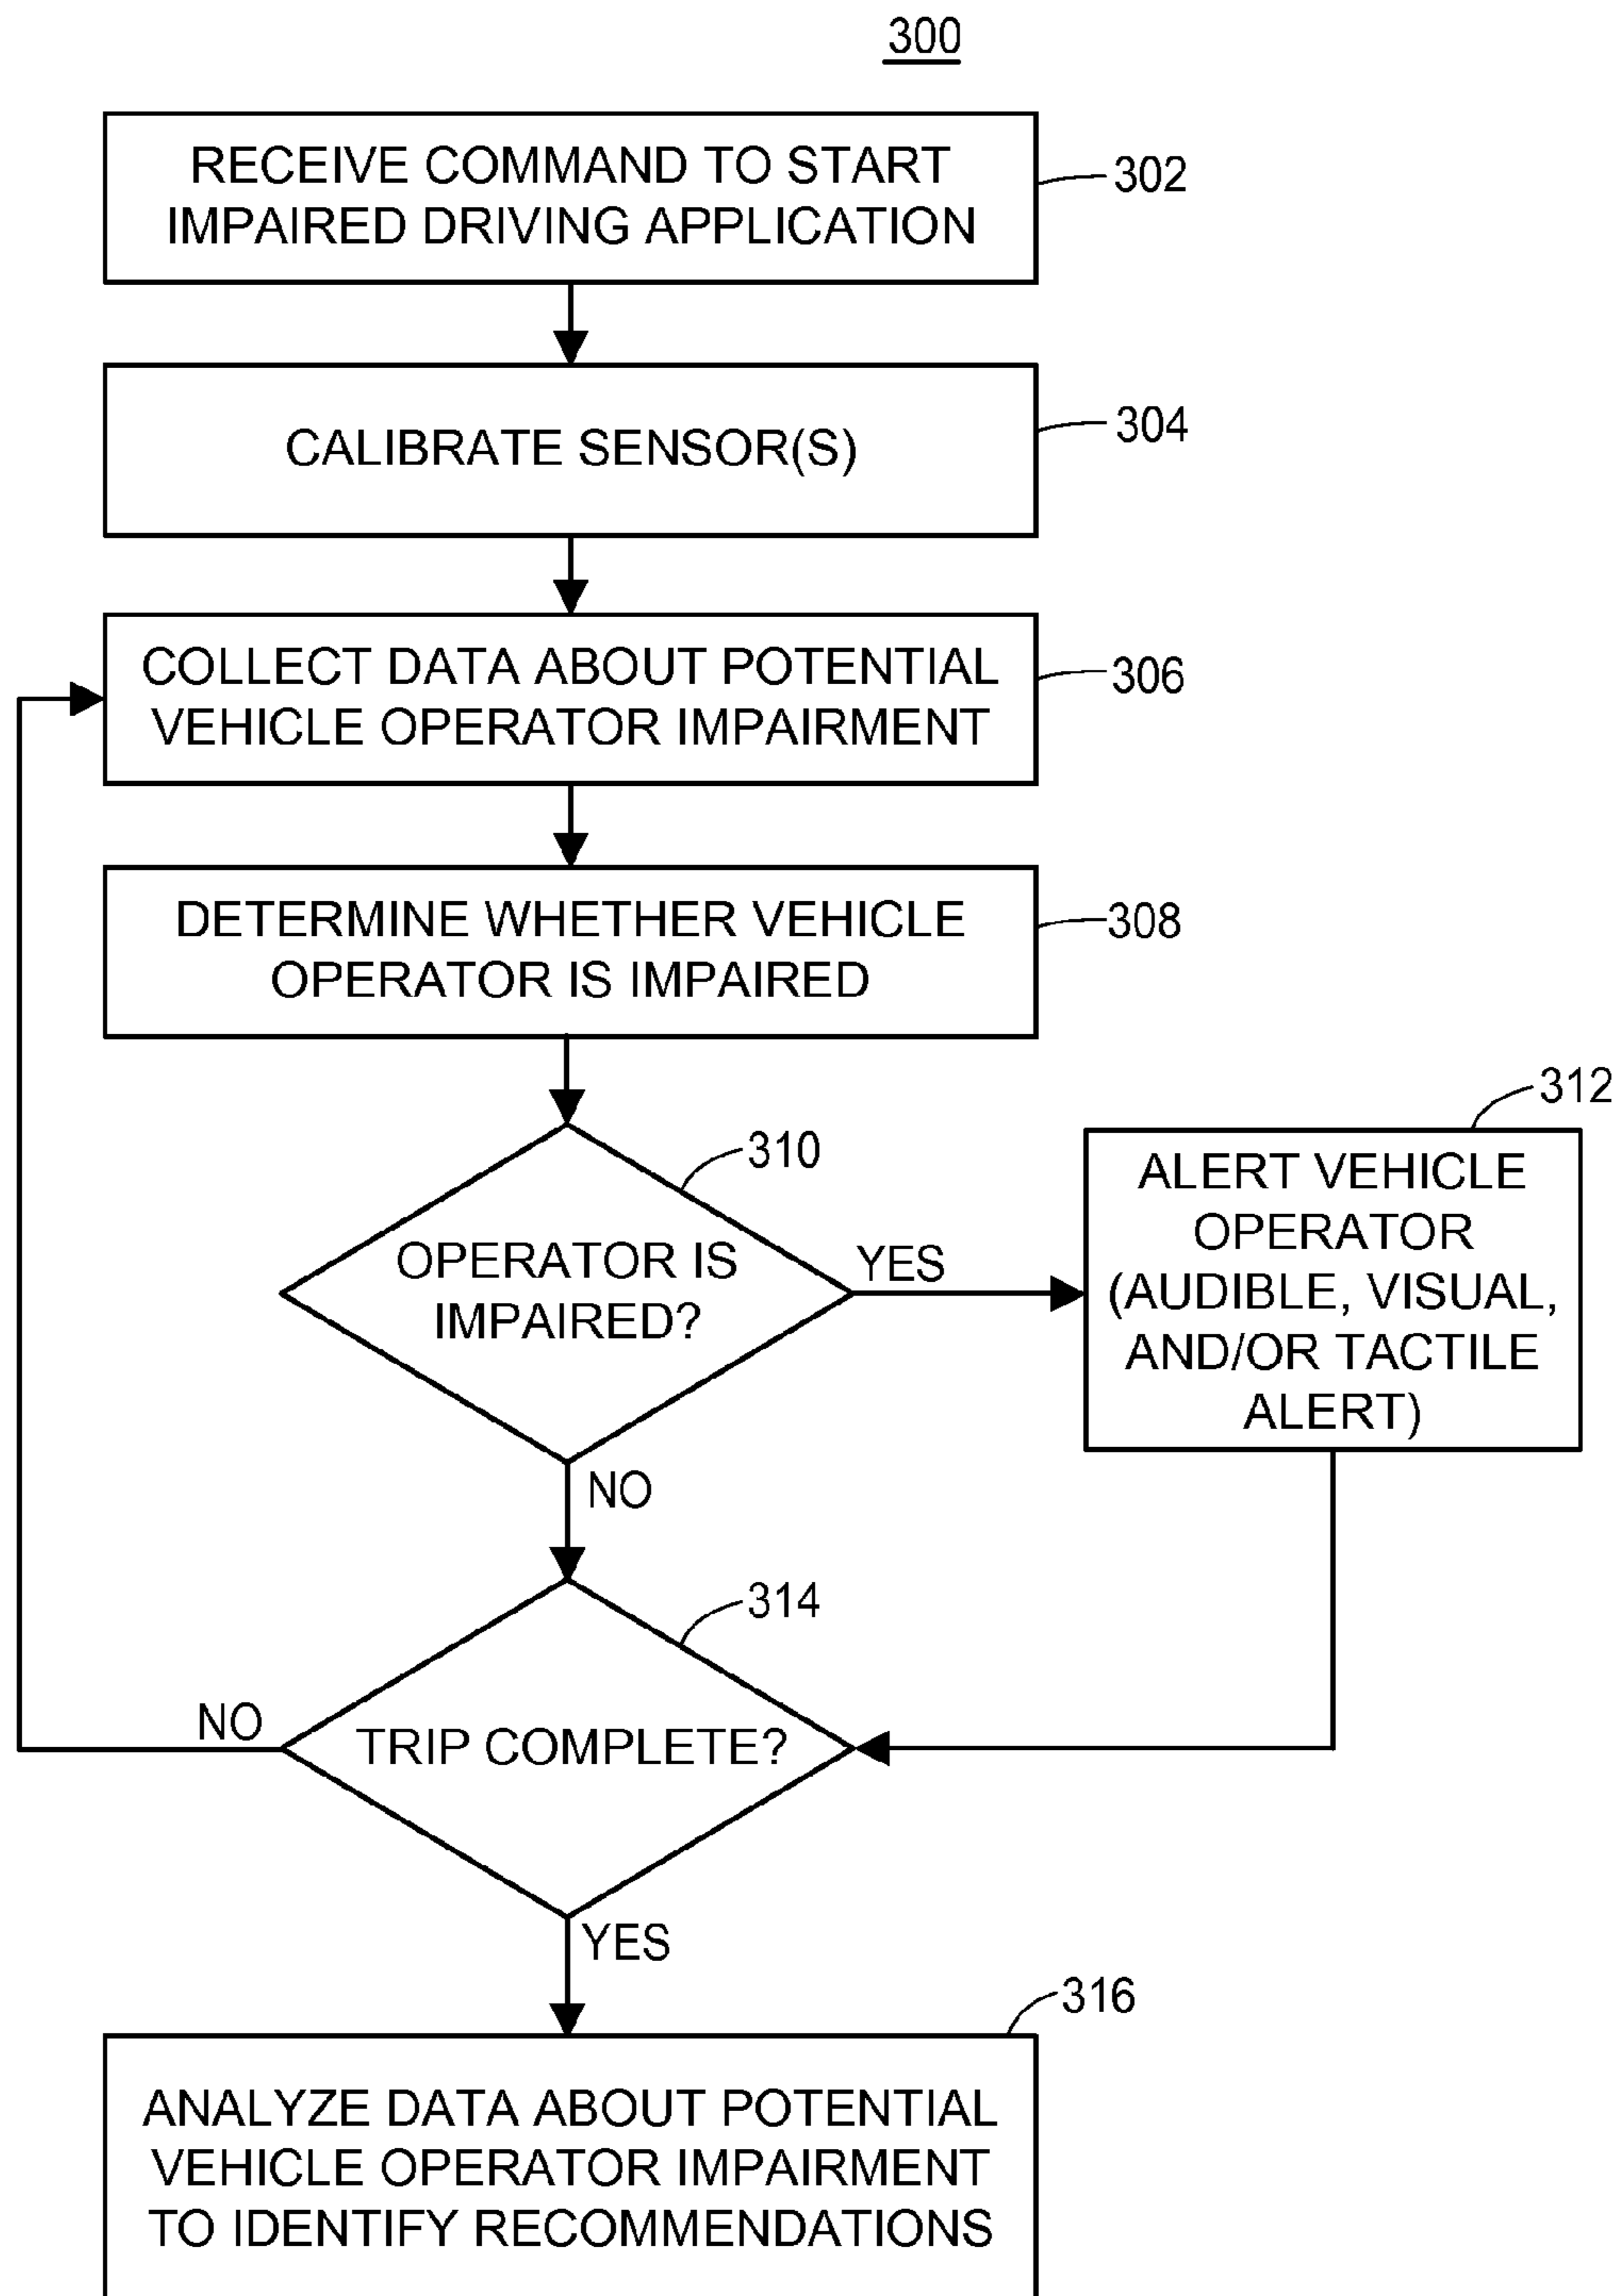 300
RECEIVE COMMAND TO START
IMPAIRED DRIVING APPLICATION
302
CALIBRATE SENSOR(S)
304
COLLECT DATA ABOUT POTENTIAL
VEHICLE OPERATOR IMPAIRMENT
306
DETERMINE WHETHER VEHICLE
OPERATOR IS IMPAIRED
308
310
OPERATOR IS
IMPAIRED?
YES
312
ALERT VEHICLE
OPERATOR
(AUDIBLE, VISUAL,
AND/OR TACTILE
ALERT)
NO
314
TRIP COMPLETE?
NO
YES
316
ANALYZE DATA ABOUT POTENTIAL
VEHICLE OPERATOR IMPAIRMENT
TO IDENTIFY RECOMMENDATIONS